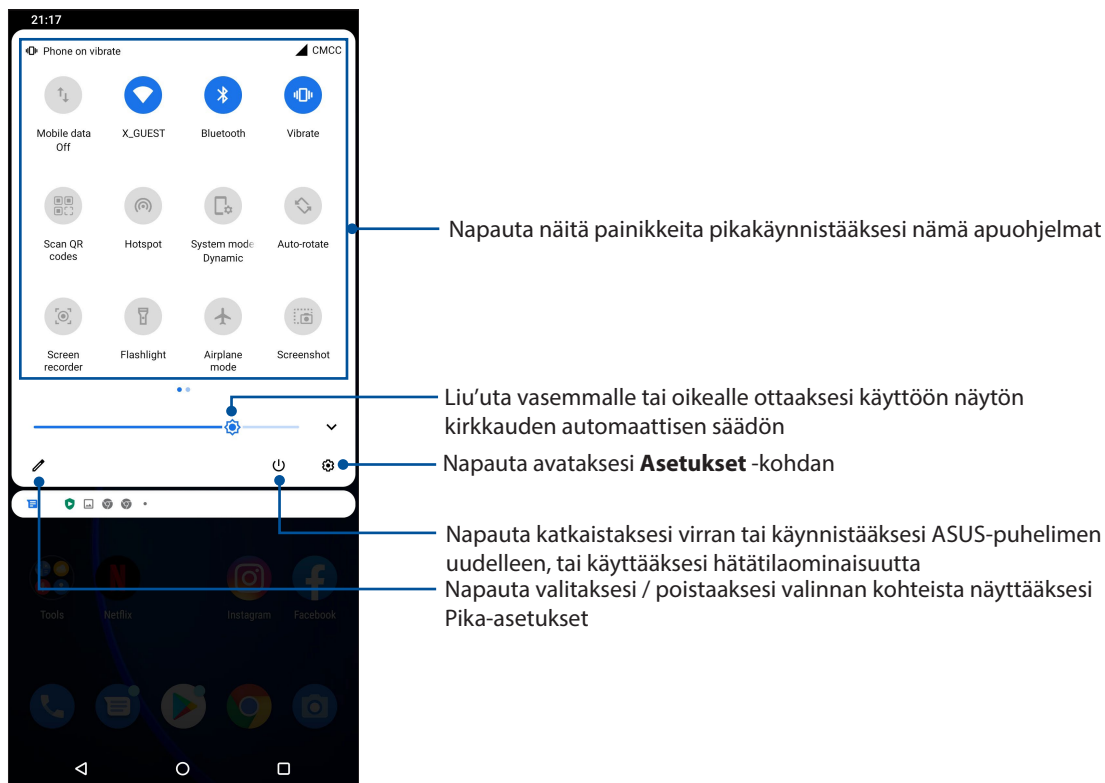 21:17
Phone on vibrate
CMCC
Mobile data
Off
X_GUEST
Bluetooth
Vibrate
Scan QR
codes
Hotspot
System mode
Dynamic
Auto-rotate
Screen
recorder
Flashlight
Airplane
mode
Screenshot
Napauta näitä painikkeita pikakäynnistääksesi nämä apuohjelmat
Liu’uta vasemmalle tai oikealle ottaaksesi käyttöön näytön
kirkkauden automaattisen säädön
Napauta avataksesi Asetukset -kohdan
Napauta katkaistaksesi virran tai käynnistääksesi ASUS-puhelimen
uudelleen, tai käyttääksesi hätätilaominaisuutta
Napauta valitaksesi / poistaaksesi valinnan kohteista näyttääksesi
Pika-asetukset
Tools
Netflix
Instagram
Facebook